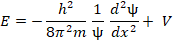 E = − h² / 8π²m 1/ψ d²ψ/dx² + V